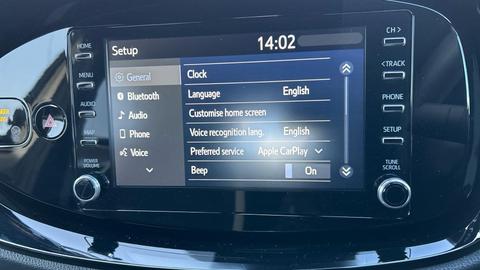 HOME
MENU
AUDIO
MAP
POWER
VOLUME
Setup
14:02
General
Bluetooth
Audio
Phone
Voice
Clock
Language English
Customise home screen
Voice recognition lang. English
Preferred service Apple CarPlay
Beep On
CH >
< TRACK
PHONE
SETUP
TUNE
SCROLL